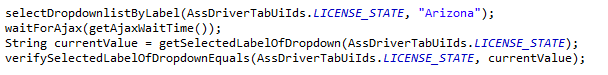 selectDropdownlistByLabel(AssDriverTabUiIds.LICENSE_STATE, "Arizona");
waitForAjax(getAjaxWaitTime());
String currentValue = getSelectedLabelOfDropdown(AssDriverTabUiIds.LICENSE_STATE);
verifySelectedLabelOfDropdownEquals(AssDriverTabUiIds.LICENSE_STATE, currentValue);